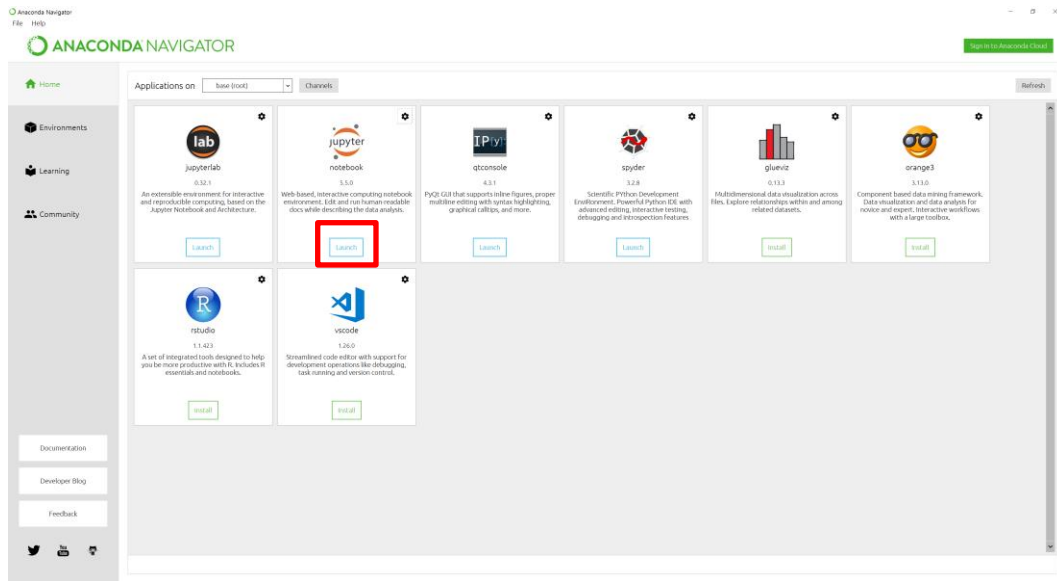 Anaconda Navigator
File Help
ANACONDA NAVIGATOR
Sign in to Anaconda Cloud
Home
Environments
Learning
Community
Documentation
Developer Blog
Feedback
You Tube
Applications on base (root) Channels Refresh
lab
jupyterlab
0.32.1
An extensible environment for interactive
and reproducible computing, based on the
Jupyter Notebook and Architecture.
Launch
jupyter
notebook
5.5.0
Web-based, interactive computing notebook
environment. Edit and run human-readable
docs while describing the data analysis.
Launch
IP[y]:
qtconsole
4.3.1
PyQt GUI that supports inline figures, proper
multiline editing with syntax highlighting,
graphical calltips, and more.
Launch
spyder
3.2.8
Scientific PYthon Development
EnviRonment. Powerful Python IDE with
advanced editing, interactive testing,
debugging and introspection features
Launch
glueviz
0.13.3
Multidimensional data visualization across
files. Explore relationships within and among
related datasets.
Install
orange3
3.13.0
Component based data mining framework.
Data visualization and data analysis for
novice and expert. Interactive workflows
with a large toolbox.
Install
R
rstudio
1.1.423
A set of integrated tools designed to help
you be more productive with R. Includes R
essentials and notebooks.
Install
vscode
1.26.0
Streamlined code editor with support for
development operations like debugging,
task running and version control.
Install